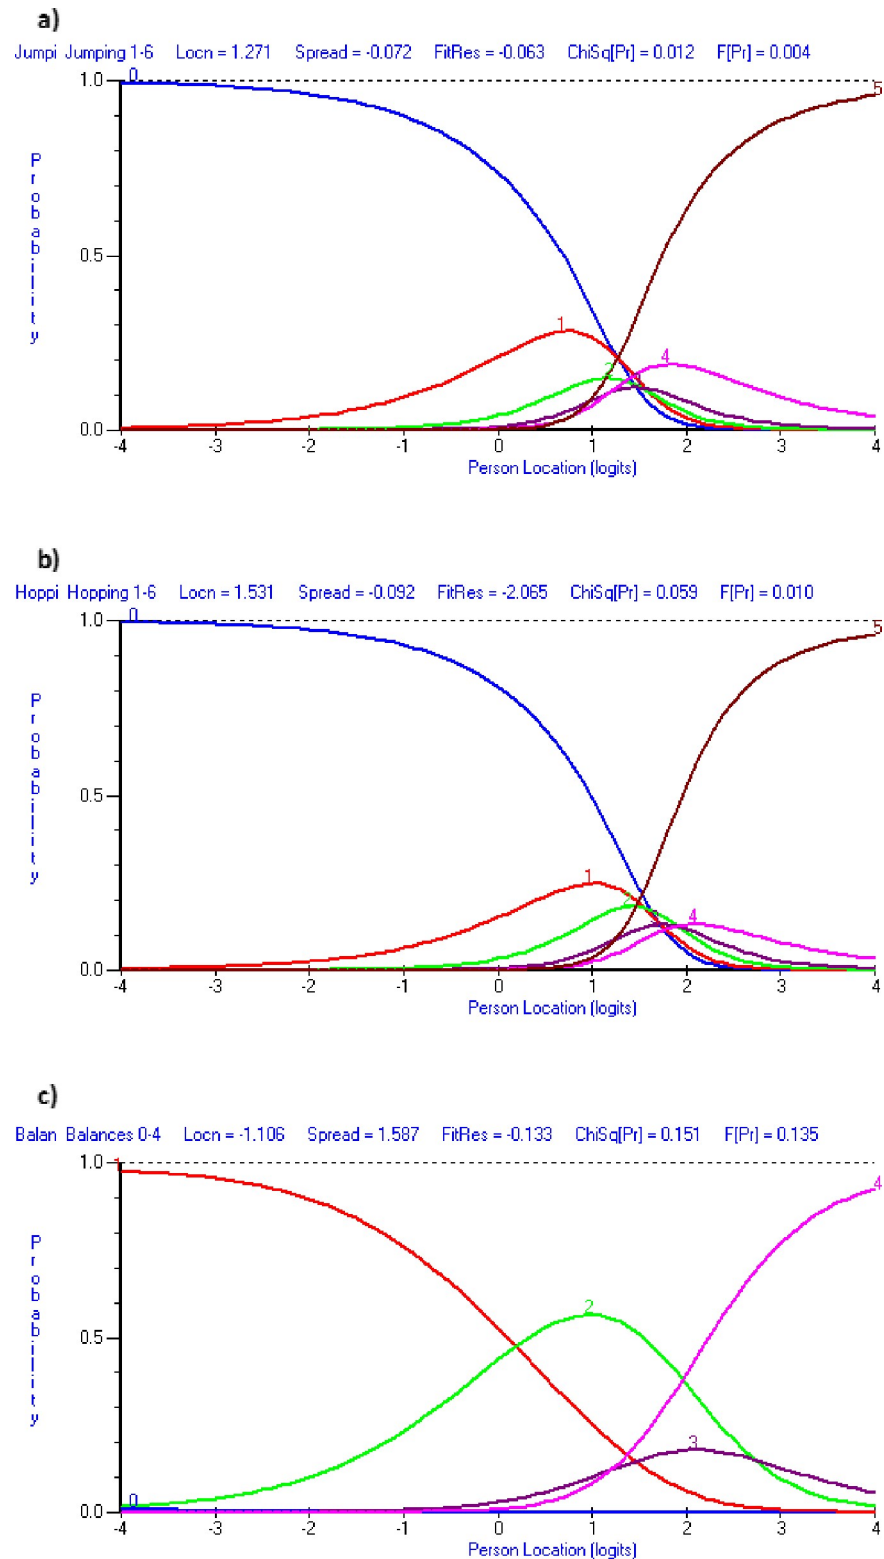 a)
Jumpi Jumping 1-6 Locn = 1.271 Spread = -0.072 FitRes = -0.063 ChiSq[Pr] = 0.012 F[Pr] = 0.004
Probability
1.0
0.5
0.0
0
1
2
4
5
-4 -3 -2 -1 0 1 2 3 4
Person Location (logits)
b)
Hoppi Hopping 1-6 Locn = 1.531 Spread = -0.092 FitRes = -2.065 ChiSq[Pr] = 0.059 F[Pr] = 0.010
Probability
1.0
0.5
0.0
0
1
2
4
5
-4 -3 -2 -1 0 1 2 3 4
Person Location (logits)
c)
Balan Balances 0-4 Locn = -1.106 Spread = 1.587 FitRes = -0.133 ChiSq[Pr] = 0.151 F[Pr] = 0.135
Probability
1.0
0.5
0.0
1
0
2
3
4
-4 -3 -2 -1 0 1 2 3 4
Person Location (logits)